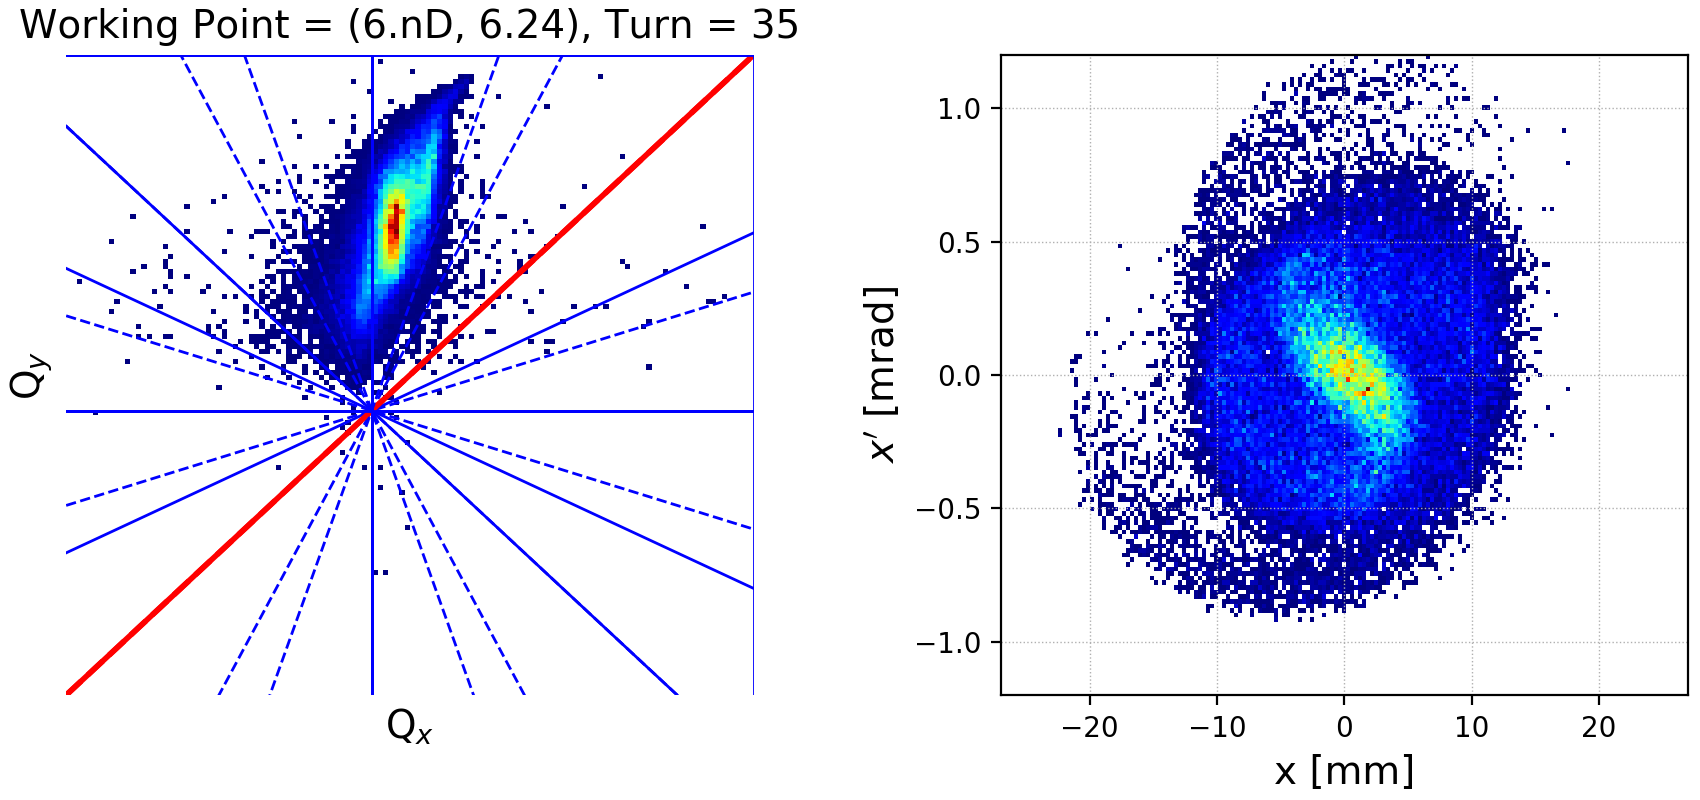 Working Point = (6.nD, 6.24), Turn = 35
Qy
Qx
1.0
0.5
0.0
−0.5
−1.0
x′ [mrad]
−20 −10 0 10 20
x [mm]